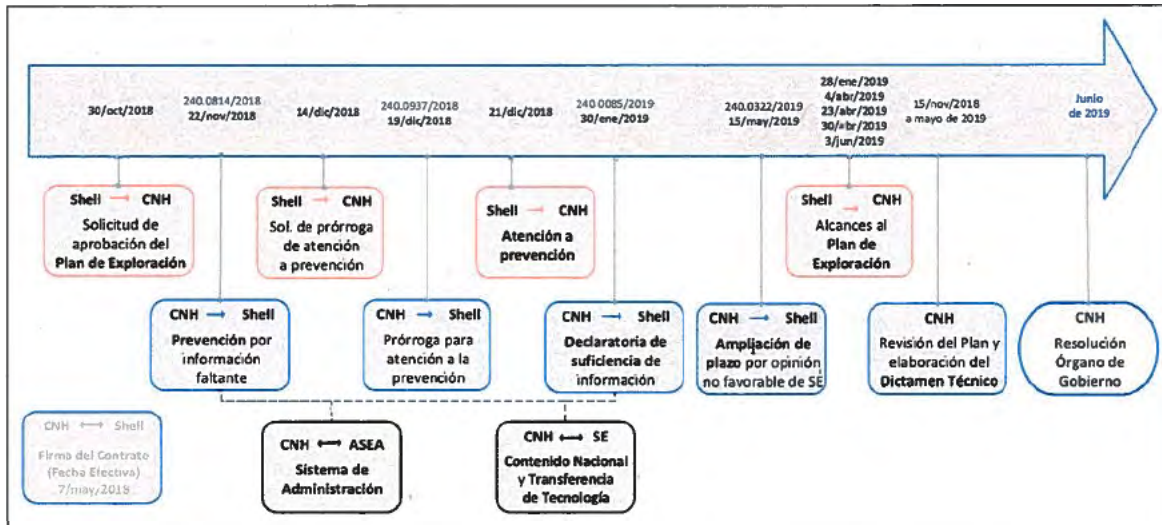 30/oct/2018
240.0814/2018
22/nov/2018
14/dic/2018
240.0937/2018
19/dic/2018
21/dic/2018
240.0085/2019
30/ene/2019
240.0322/2019
15/may/2019
28/ene/2019
4/abr/2019
23/abr/2019
30/abr/2019
3/jun/2019
15/nov/2018
a mayo de 2019
Junio
de 2019
Shell → CNH
Solicitud de
aprobación del
Plan de Exploración
Shell → CNH
Sol. de prórroga
de atención
a prevención
Shell → CNH
Atención a
prevención
Shell → CNH
Alcances al
Plan de
Exploración
CNH → Shell
Prevención por
información
faltante
CNH → Shell
Prórroga para
atención a la
prevención
CNH → Shell
Declaratoria de
suficiencia de
información
CNH → Shell
Ampliación de
plazo por opinión
no favorable de SE
CNH
Revisión del Plan y
elaboración del
Dictamen Técnico
CNH
Resolución
Órgano de
Gobierno
CNH ↔ Shell
Firma del Contrato
(Fecha Efectiva)
7/may/2018
CNH ↔ ASEA
Sistema de
Administración
CNH ↔ SE
Contenido Nacional
y Transferencia
de Tecnología